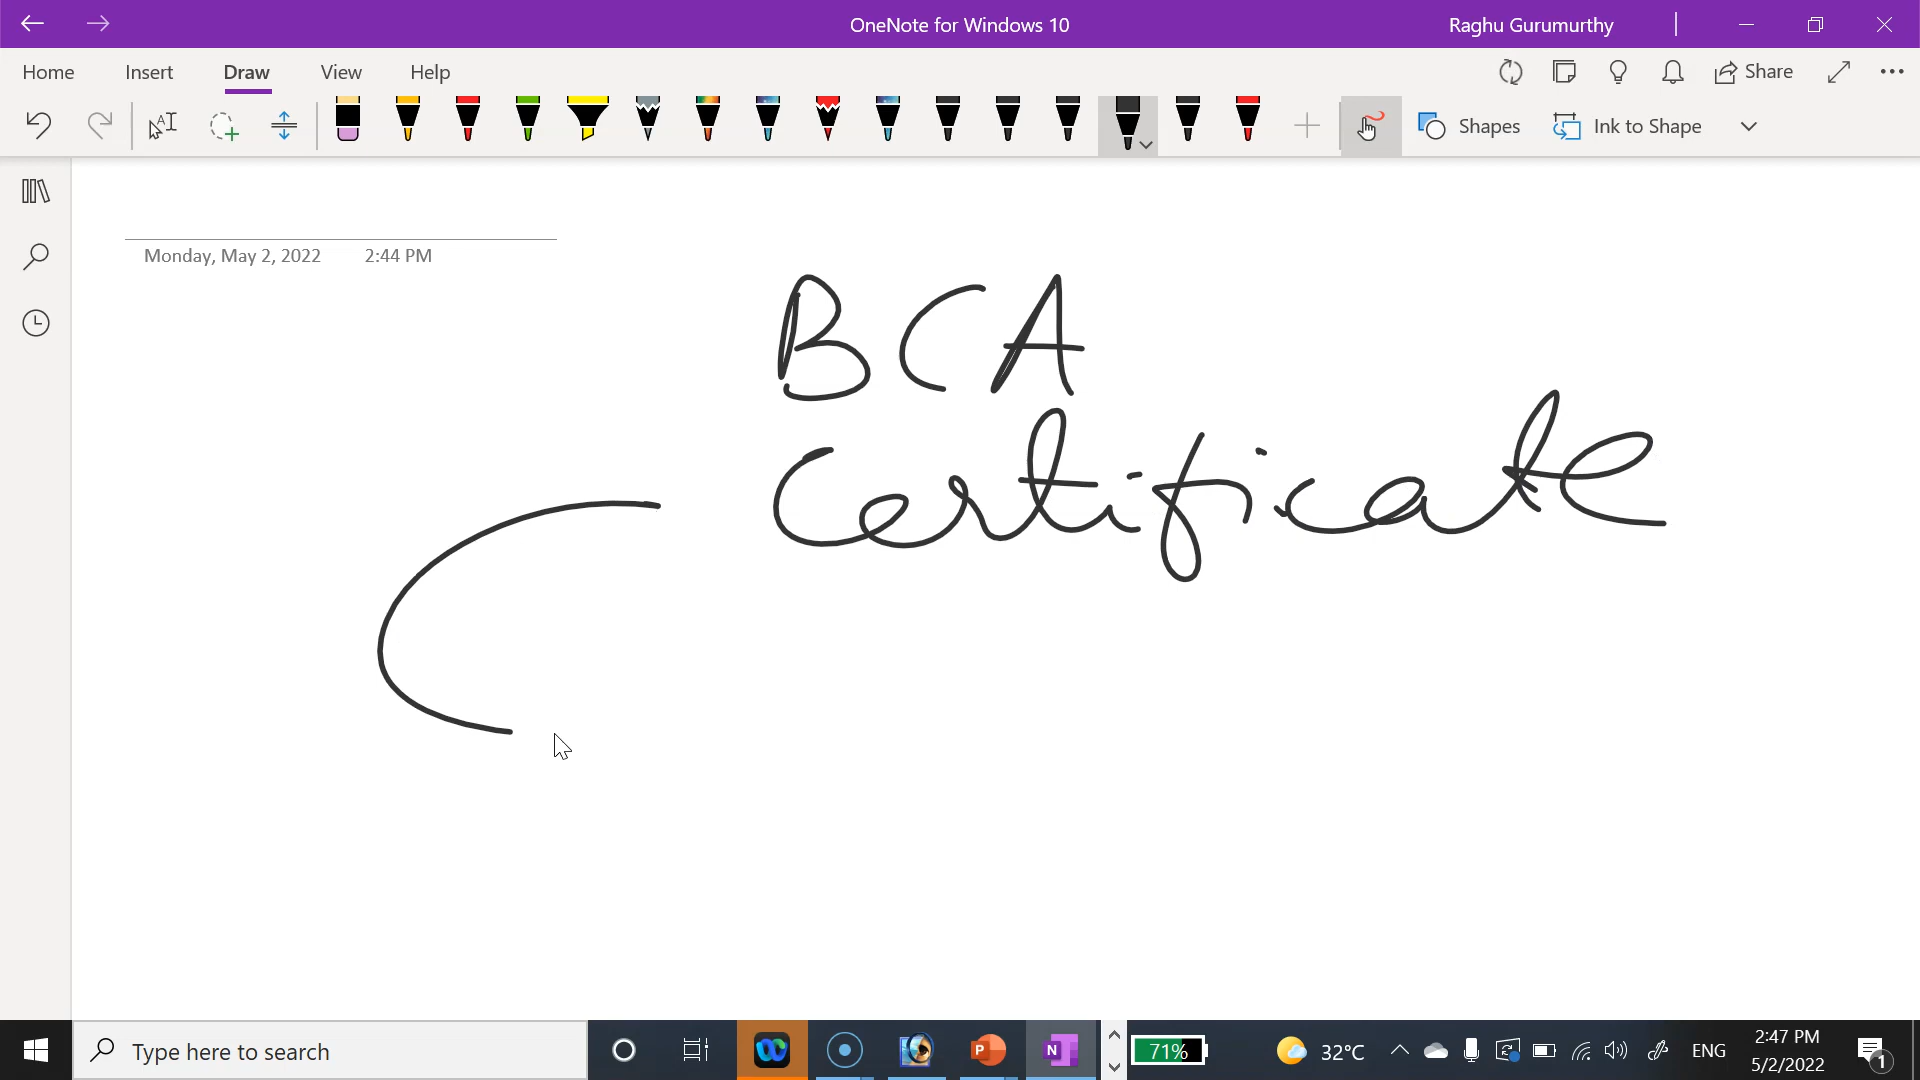 OneNote for Windows 10
Raghu Gurumurthy
Home Insert Draw View Help
Share
Shapes
Ink to Shape
Monday, May 2, 2022 2:44 PM
BCA
Certificate
Type here to search
71%
32°C
ENG
2:47 PM
5/2/2022
1